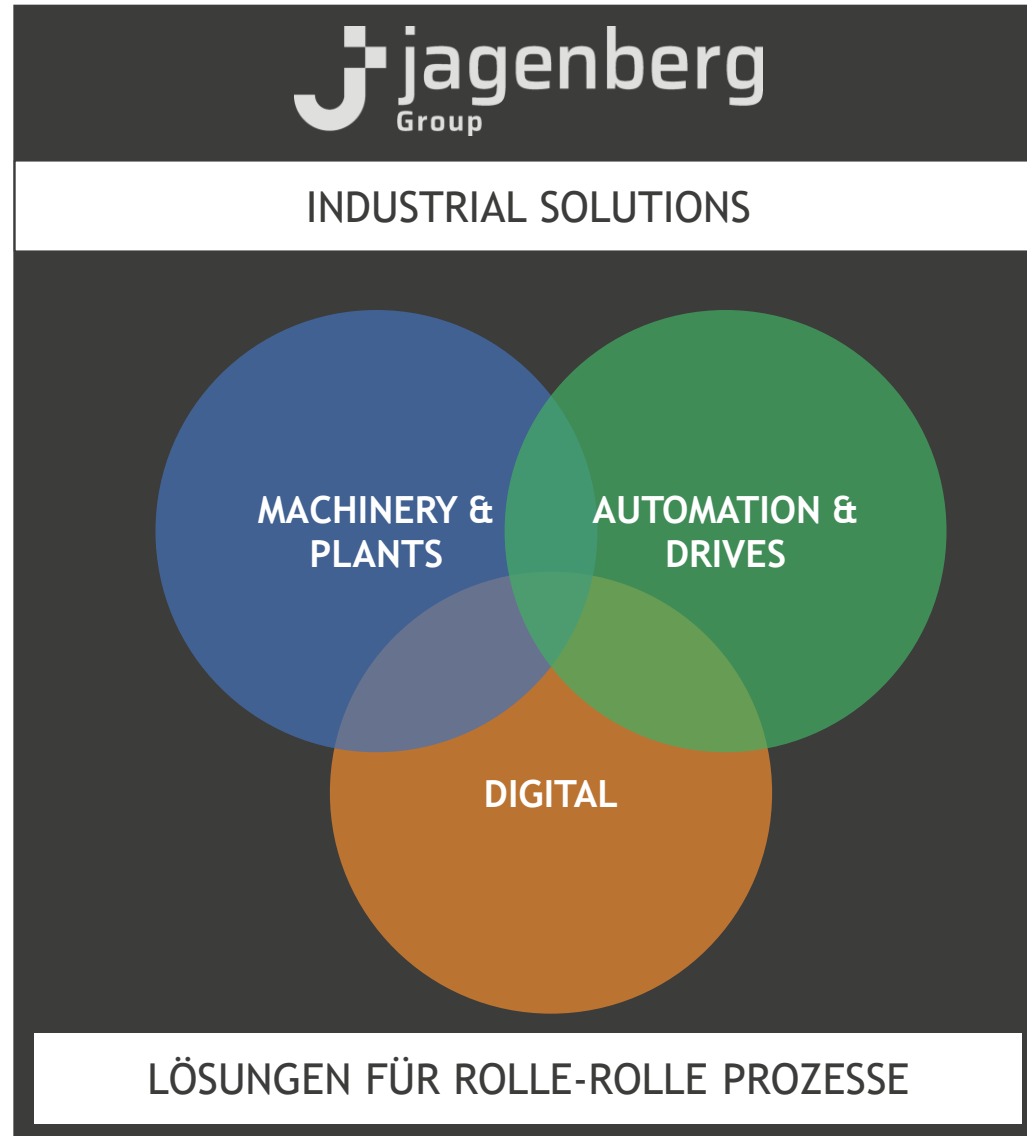 jagenberg
Group
INDUSTRIAL SOLUTIONS
MACHINERY &
PLANTS
AUTOMATION &
DRIVES
DIGITAL
LÖSUNGEN FÜR ROLLE-ROLLE PROZESSE